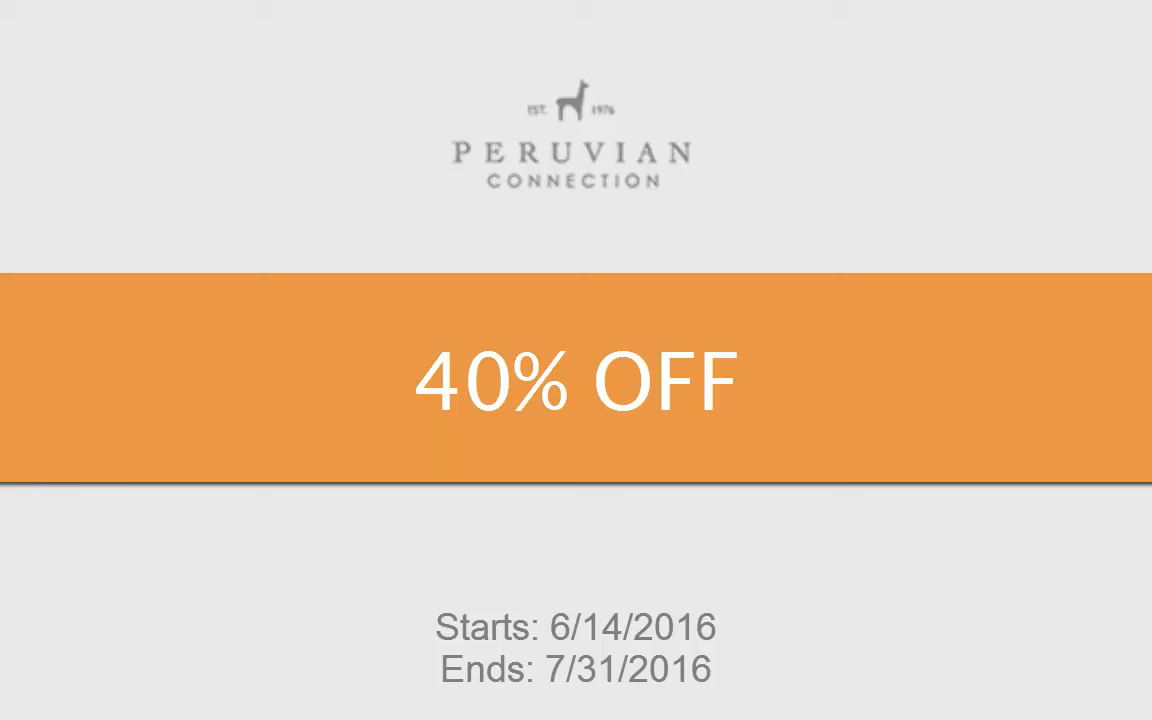 EST. 1976
PERUVIAN
CONNECTION
40% OFF
Starts: 6/14/2016
Ends: 7/31/2016